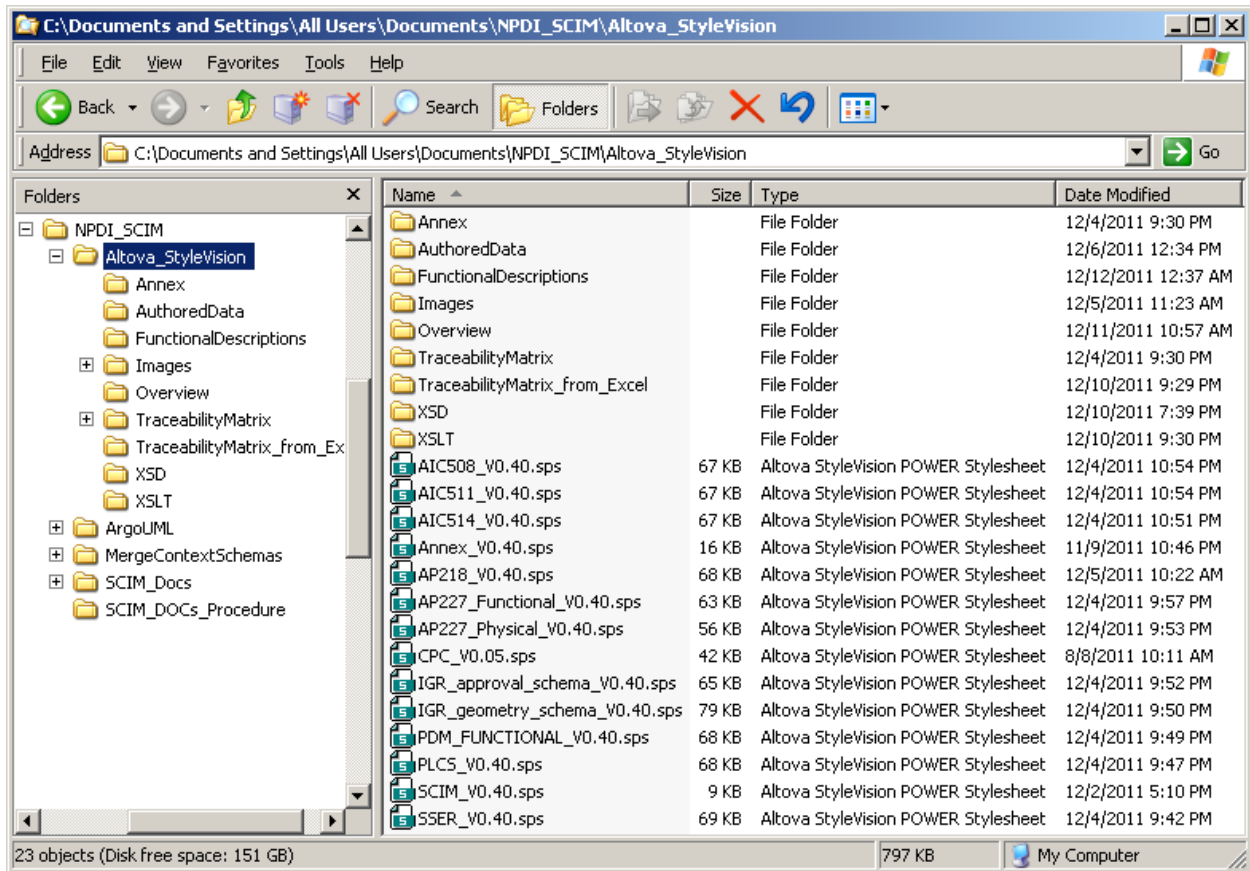 C:\Documents and Settings\All Users\Documents\NPDI_SCIM\Altova_StyleVision
File Edit View Favorites Tools Help
Back Search Folders
Address C:\Documents and Settings\All Users\Documents\NPDI_SCIM\Altova_StyleVision Go
Folders
NPDI_SCIM
Altova_StyleVision
Annex
AuthoredData
FunctionalDescriptions
Images
Overview
TraceabilityMatrix
TraceabilityMatrix_from_Ex
XSD
XSLT
ArgoUML
MergeContextSchemas
SCIM_Docs
SCIM_DOCs_Procedure
Name Size Type Date Modified
Annex File Folder 12/4/2011 9:30 PM
AuthoredData File Folder 12/6/2011 12:34 PM
FunctionalDescriptions File Folder 12/12/2011 12:37 AM
Images File Folder 12/5/2011 11:23 AM
Overview File Folder 12/11/2011 10:57 AM
TraceabilityMatrix File Folder 12/4/2011 9:30 PM
TraceabilityMatrix_from_Excel File Folder 12/10/2011 9:29 PM
XSD File Folder 12/10/2011 7:39 PM
XSLT File Folder 12/10/2011 9:30 PM
AIC508_V0.40.sps 67 KB Altova StyleVision POWER Stylesheet 12/4/2011 10:54 PM
AIC511_V0.40.sps 67 KB Altova StyleVision POWER Stylesheet 12/4/2011 10:54 PM
AIC514_V0.40.sps 67 KB Altova StyleVision POWER Stylesheet 12/4/2011 10:51 PM
Annex_V0.40.sps 16 KB Altova StyleVision POWER Stylesheet 11/9/2011 10:46 PM
AP218_V0.40.sps 68 KB Altova StyleVision POWER Stylesheet 12/5/2011 10:22 AM
AP227_Functional_V0.40.sps 63 KB Altova StyleVision POWER Stylesheet 12/4/2011 9:57 PM
AP227_Physical_V0.40.sps 56 KB Altova StyleVision POWER Stylesheet 12/4/2011 9:53 PM
CPC_V0.05.sps 42 KB Altova StyleVision POWER Stylesheet 8/8/2011 10:11 AM
IGR_approval_schema_V0.40.sps 65 KB Altova StyleVision POWER Stylesheet 12/4/2011 9:52 PM
IGR_geometry_schema_V0.40.sps 79 KB Altova StyleVision POWER Stylesheet 12/4/2011 9:50 PM
PDM_FUNCTIONAL_V0.40.sps 68 KB Altova StyleVision POWER Stylesheet 12/4/2011 9:49 PM
PLCS_V0.40.sps 68 KB Altova StyleVision POWER Stylesheet 12/4/2011 9:47 PM
SCIM_V0.40.sps 9 KB Altova StyleVision POWER Stylesheet 12/2/2011 5:10 PM
SSER_V0.40.sps 69 KB Altova StyleVision POWER Stylesheet 12/4/2011 9:42 PM
23 objects (Disk free space: 151 GB) 797 KB My Computer